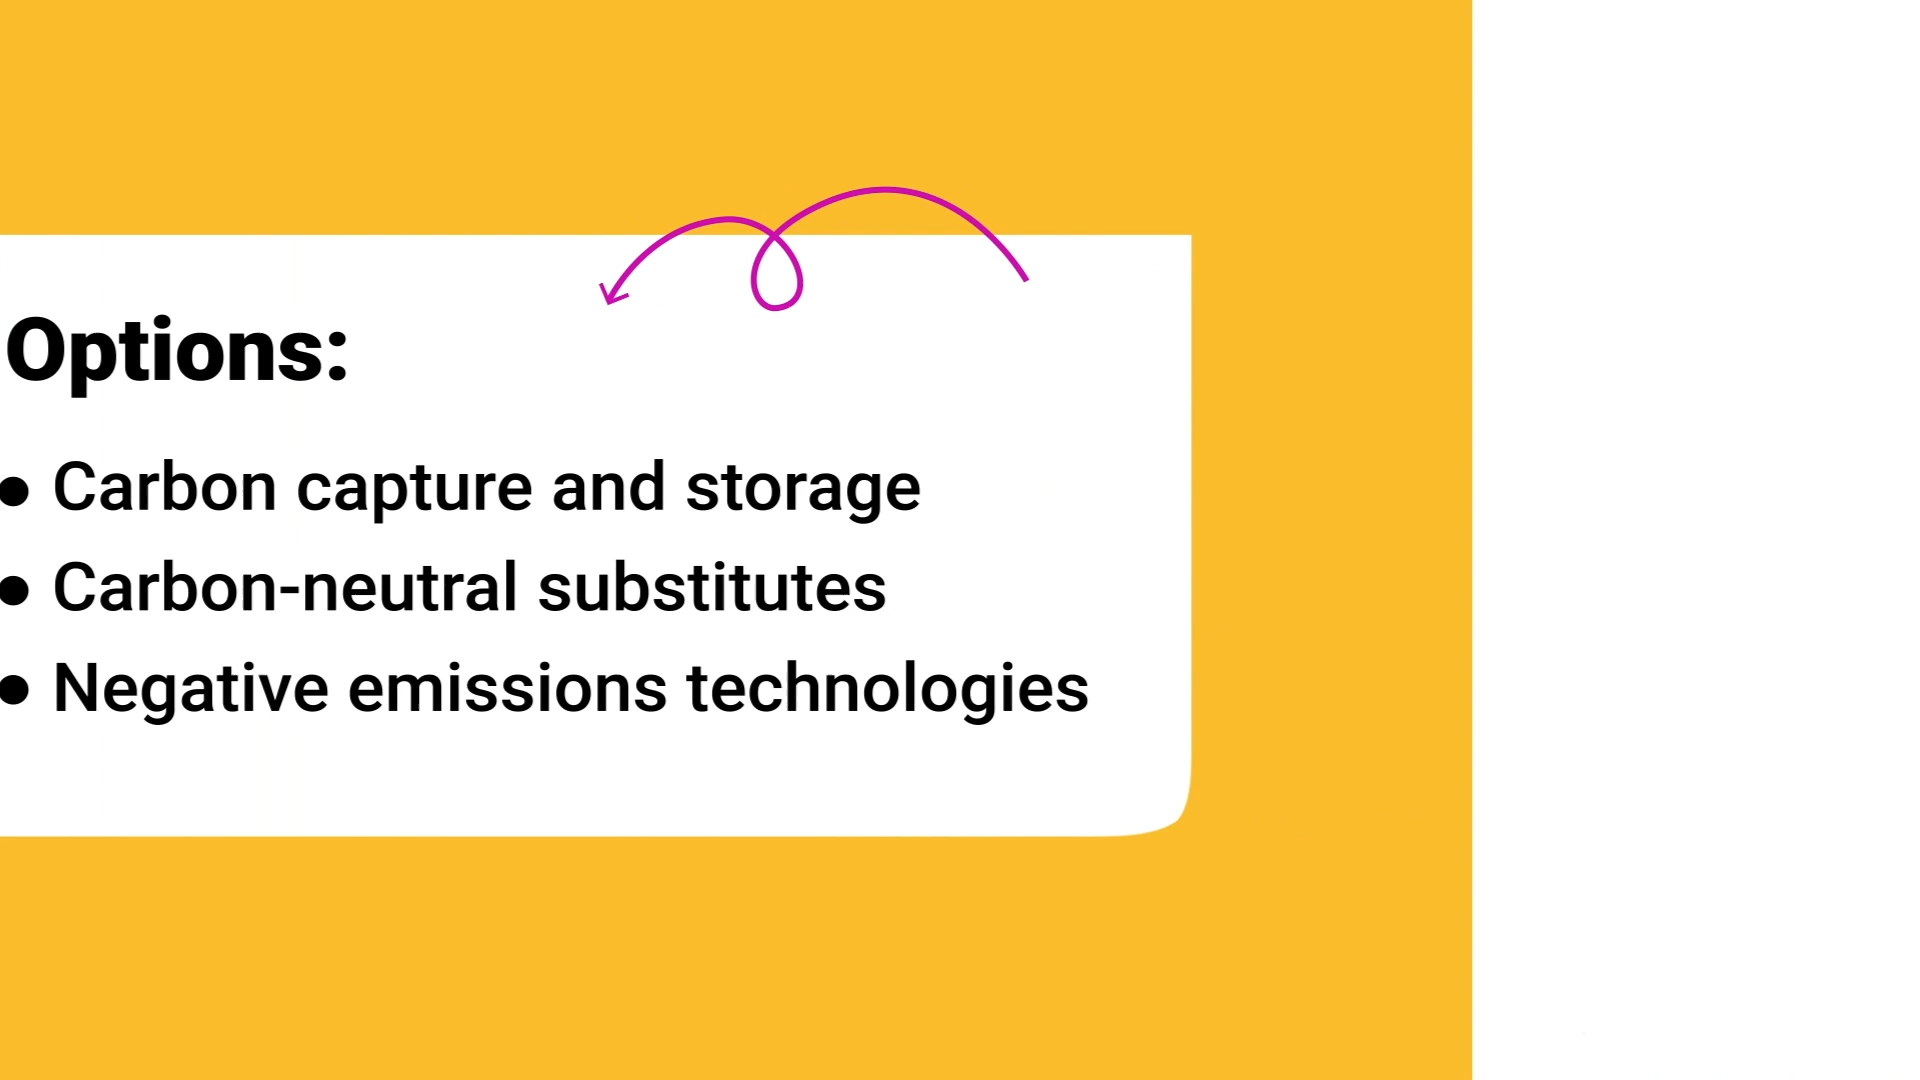 Options:
• Carbon capture and storage
• Carbon-neutral substitutes
• Negative emissions technologies